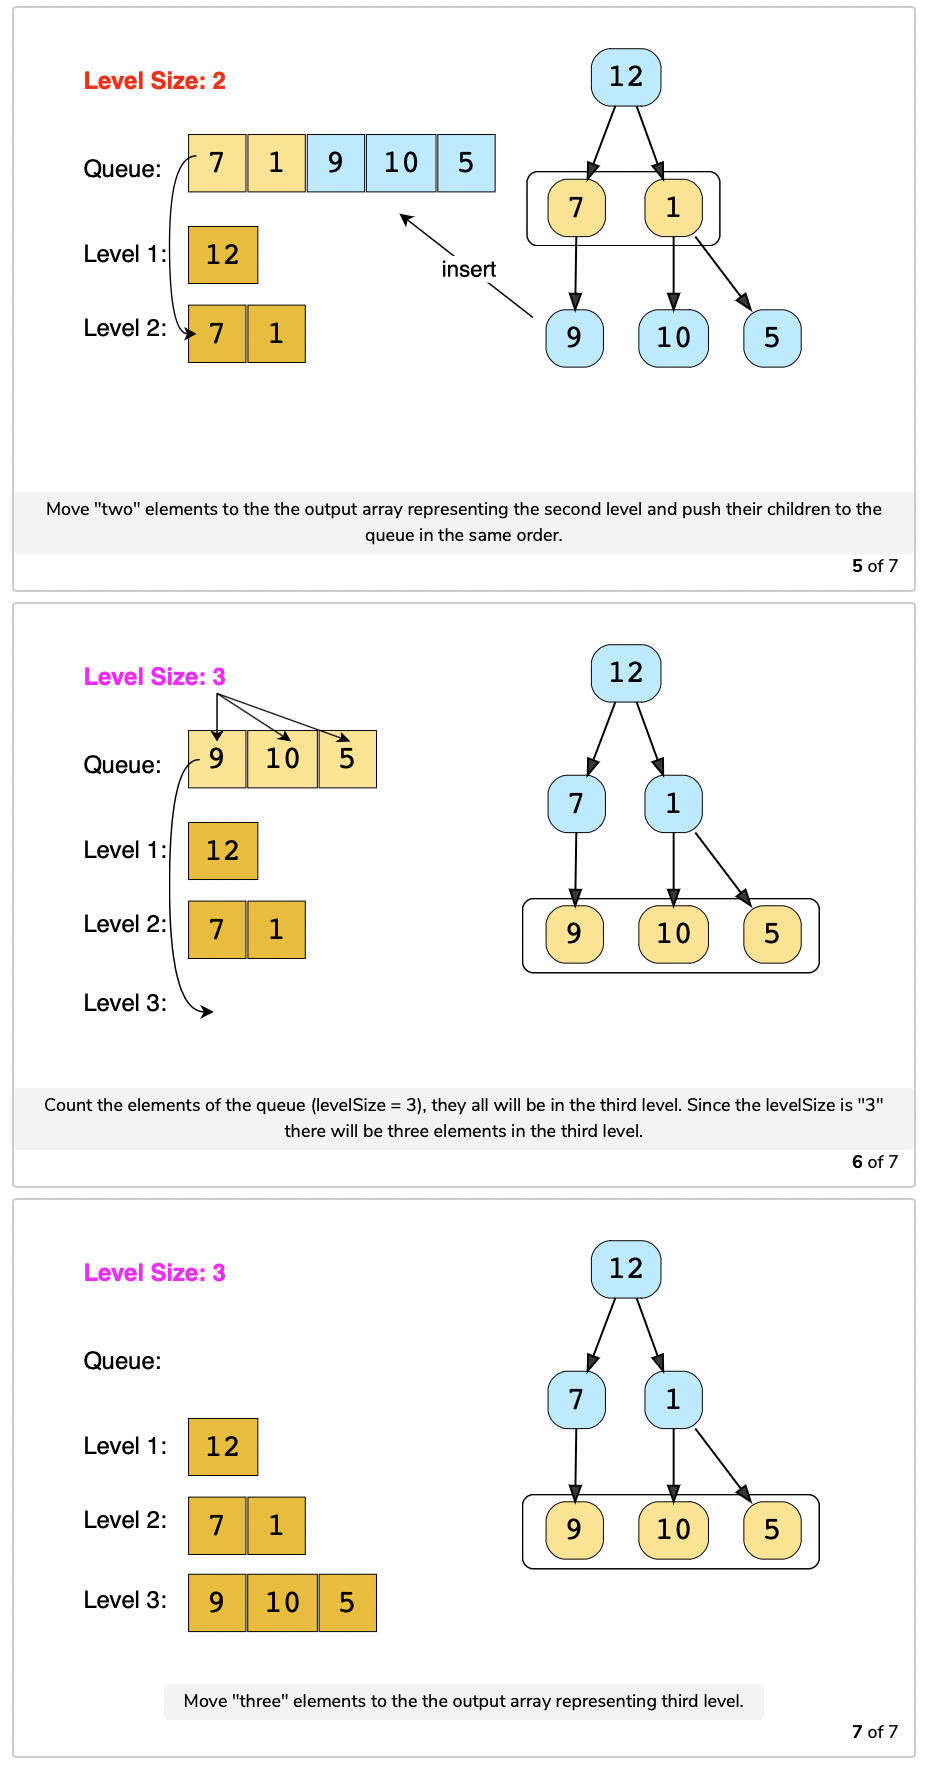 Level Size: 2
12
Queue: 7 1 9 10 5
7 1
Level 1: 12
insert
Level 2: 7 1
9 10 5
Move "two" elements to the the output array representing the second level and push their children to the
queue in the same order.
5 of 7
Level Size: 3
12
Queue: 9 10 5
7 1
Level 1: 12
Level 2: 7 1
9 10 5
Level 3:
Count the elements of the queue (levelSize = 3), they all will be in the third level. Since the levelSize is "3"
there will be three elements in the third level.
6 of 7
Level Size: 3
12
Queue:
7 1
Level 1: 12
Level 2: 7 1
9 10 5
Level 3: 9 10 5
Move "three" elements to the the output array representing third level.
7 of 7